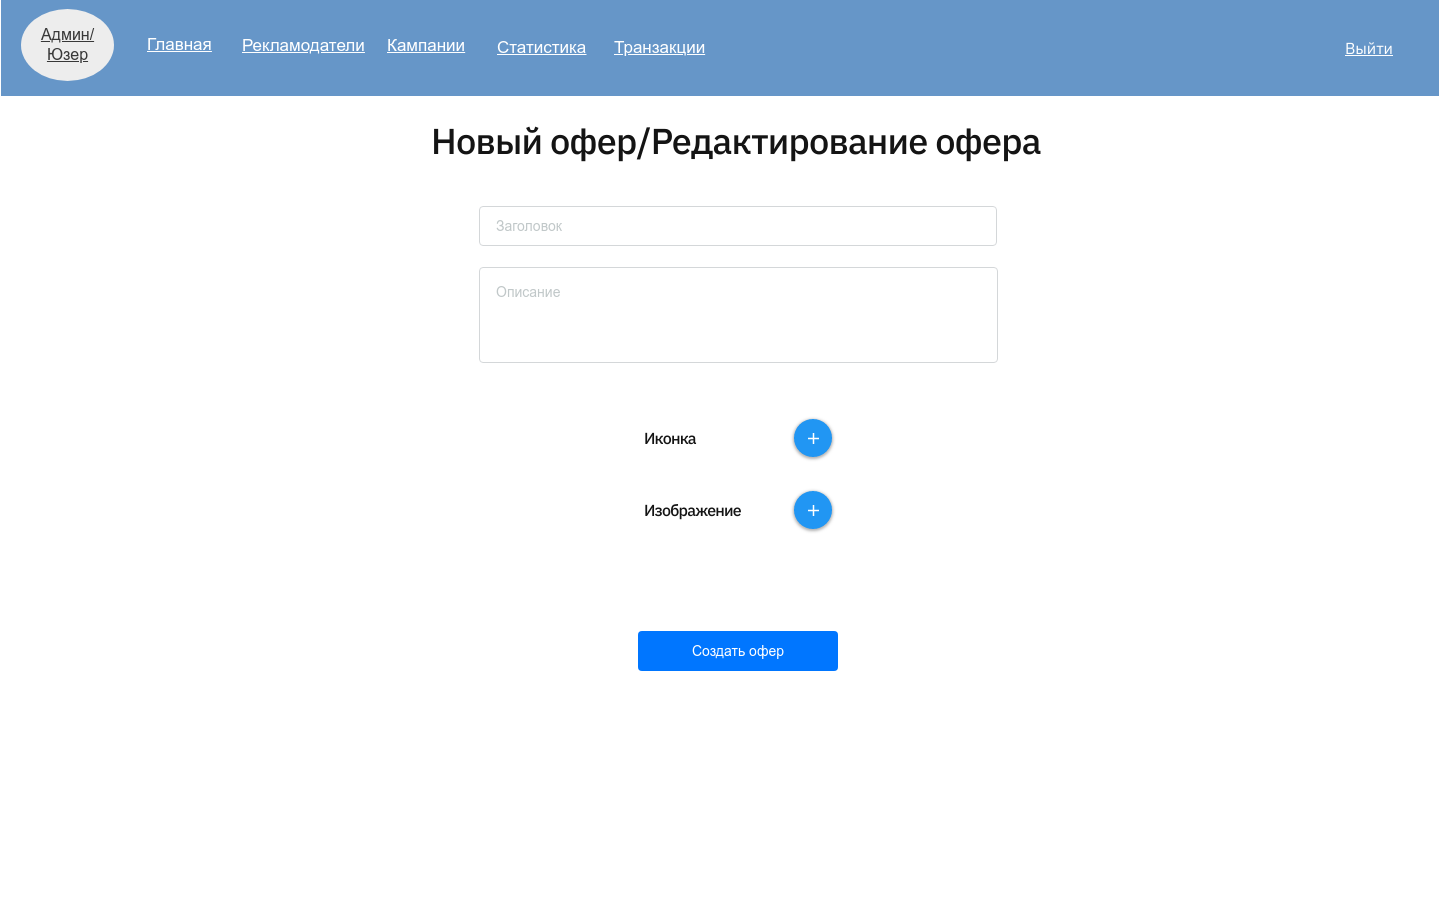 Админ/
Юзер
Главная Рекламодатели Кампании Статистика Транзакции Выйти
Новый офер/Редактирование офера
Заголовок
Описание
Иконка +
Изображение +
Создать офер